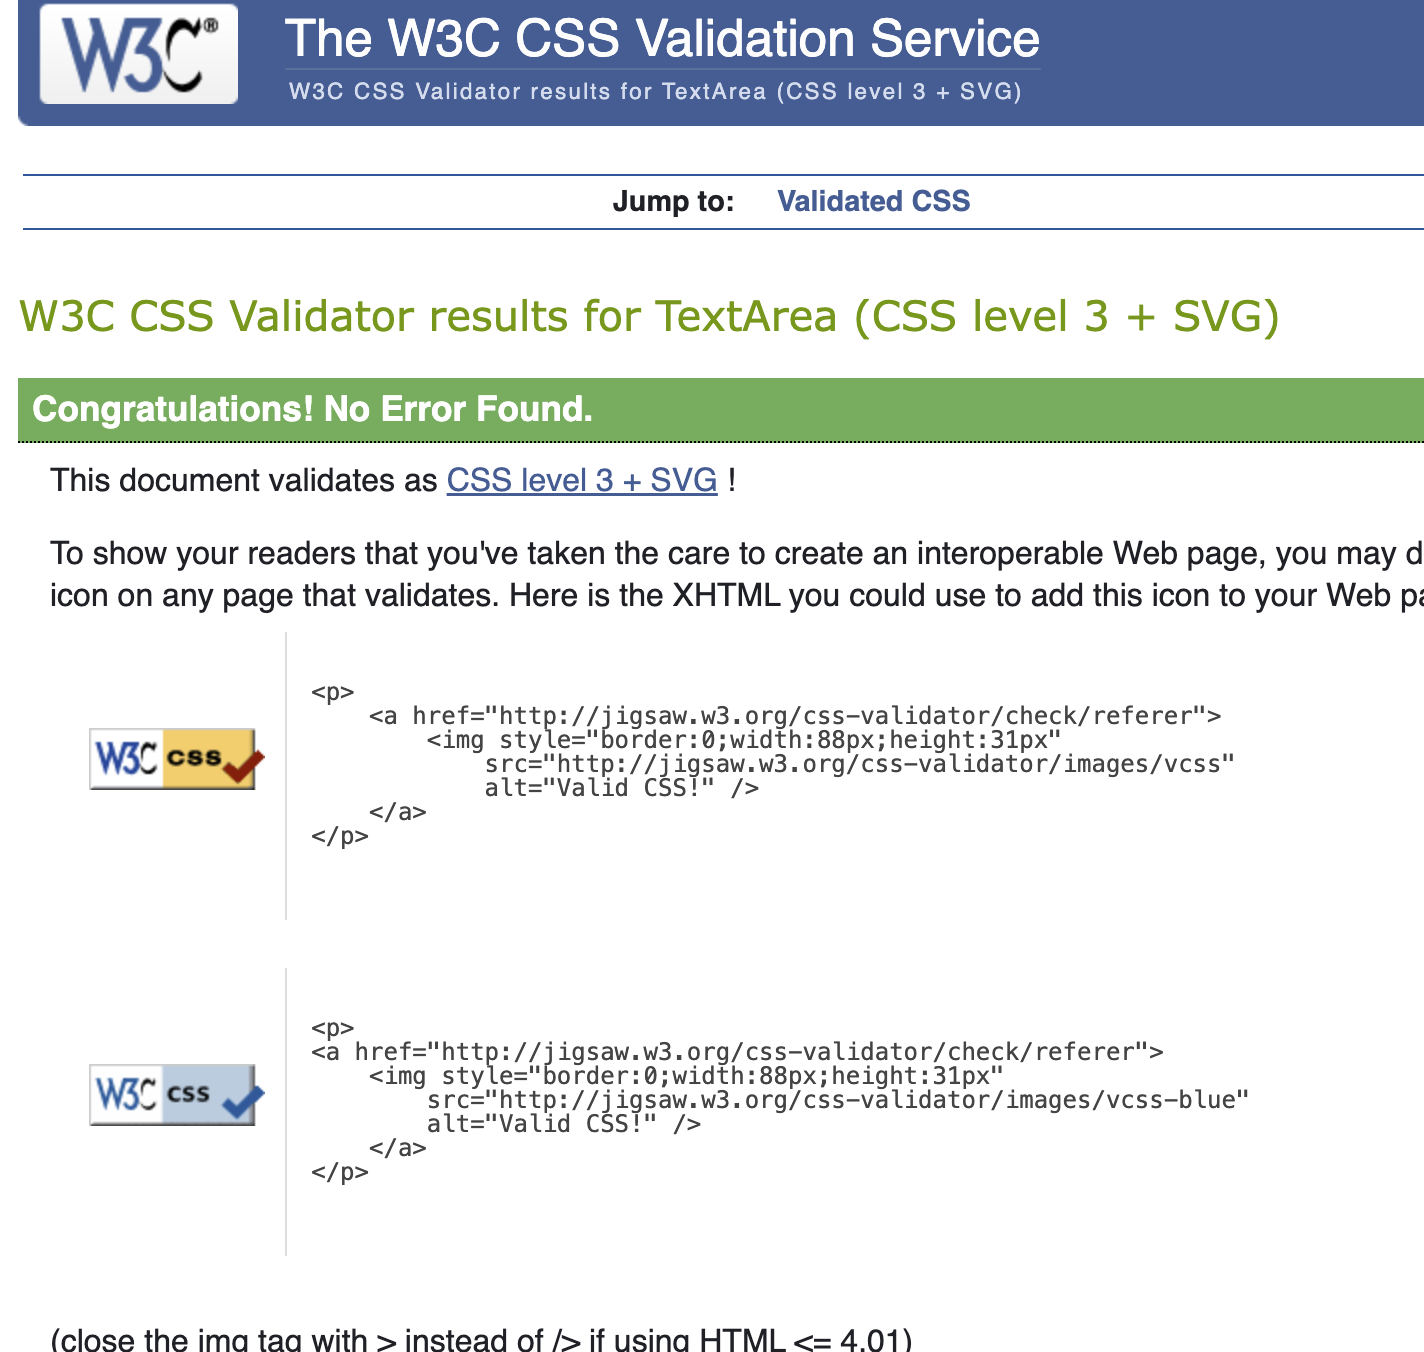 W3C®
The W3C CSS Validation Service
W3C CSS Validator results for TextArea (CSS level 3 + SVG)
Jump to: Validated CSS
W3C CSS Validator results for TextArea (CSS level 3 + SVG)
Congratulations! No Error Found.
This document validates as CSS level 3 + SVG !
To show your readers that you've taken the care to create an interoperable Web page, you may
icon on any page that validates. Here is the XHTML you could use to add this icon to your Web
W3C css
<p>
    <a href="http://jigsaw.w3.org/css-validator/check/referer">
        <img style="border:0;width:88px;height:31px"
            src="http://jigsaw.w3.org/css-validator/images/vcss"
            alt="Valid CSS!" />
    </a>
</p>
W3C css
<p>
<a href="http://jigsaw.w3.org/css-validator/check/referer">
    <img style="border:0;width:88px;height:31px"
        src="http://jigsaw.w3.org/css-validator/images/vcss-blue"
        alt="Valid CSS!" />
    </a>
</p>
(close the img tag with > instead of /> if using HTML <= 4.01)